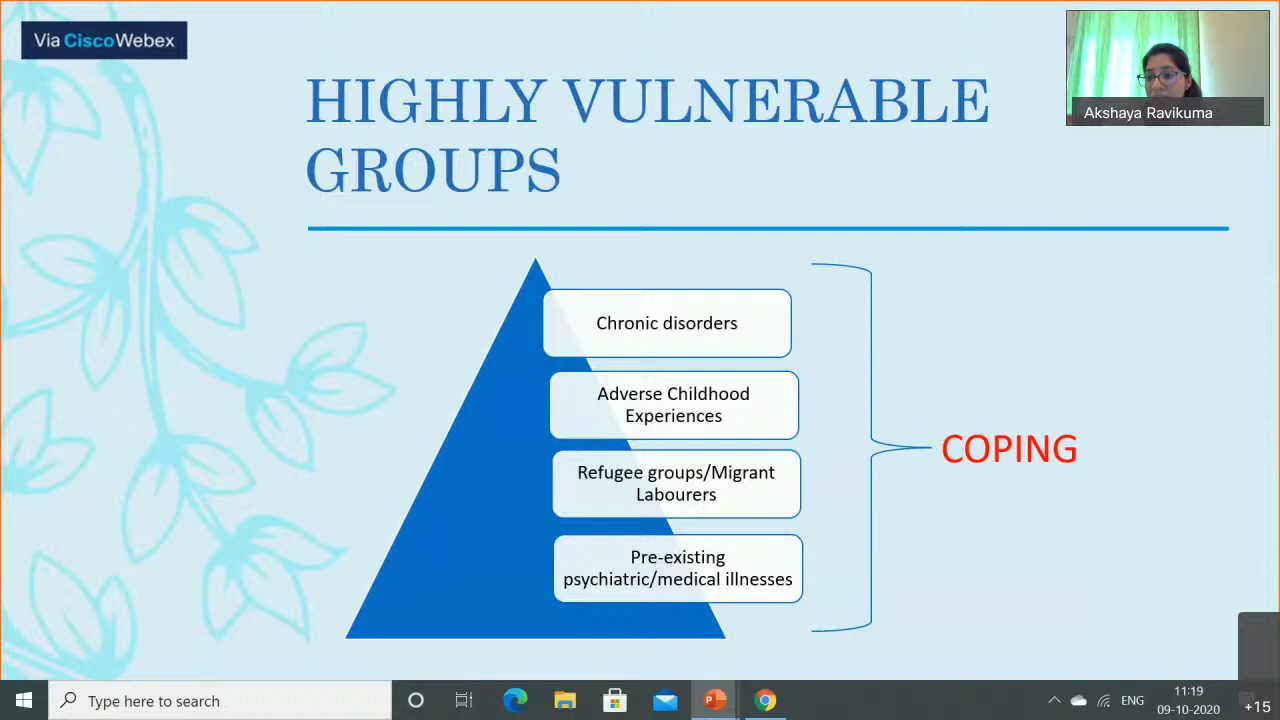 Via CiscoWebex
HIGHLY VULNERABLE
GROUPS
Akshaya Ravikuma
Chronic disorders
Adverse Childhood
Experiences
Refugee groups/Migrant
Labourers
Pre-existing
psychiatric/medical illnesses
COPING
Type here to search
ENG
11:19
09-10-2020
+15